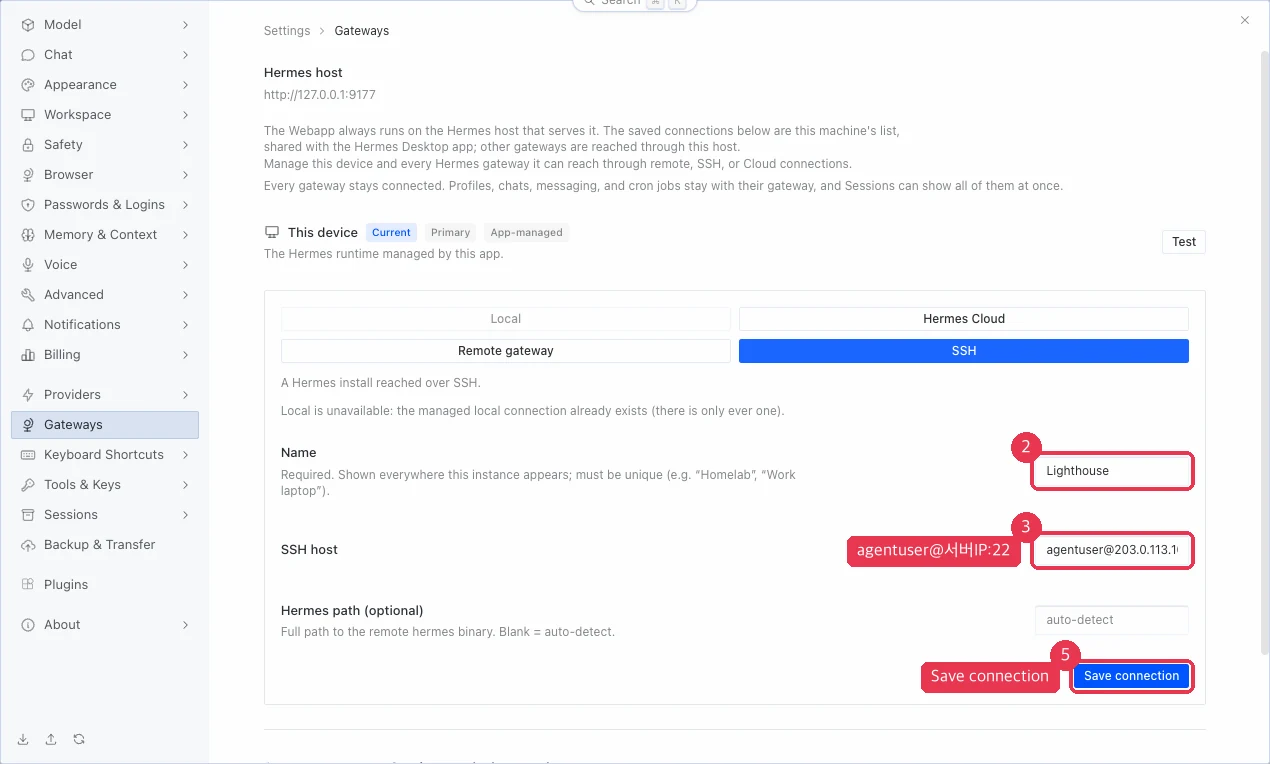 Search ⌘ K
Model
Chat
Appearance
Workspace
Safety
Browser
Passwords & Logins
Memory & Context
Voice
Advanced
Notifications
Billing
Providers
Gateways
Keyboard Shortcuts
Tools & Keys
Sessions
Backup & Transfer
Plugins
About
Settings > Gateways
Hermes host
http://127.0.0.1:9177
The Webapp always runs on the Hermes host that serves it. The saved connections below are this machine's list,
shared with the Hermes Desktop app; other gateways are reached through this host.
Manage this device and every Hermes gateway it can reach through remote, SSH, or Cloud connections.
Every gateway stays connected. Profiles, chats, messaging, and cron jobs stay with their gateway, and Sessions can show all of them at once.
This device Current Primary App-managed
The Hermes runtime managed by this app.
Test
Local
Hermes Cloud
Remote gateway
SSH
A Hermes install reached over SSH.
Local is unavailable: the managed local connection already exists (there is only ever one).
Name
Required. Shown everywhere this instance appears; must be unique (e.g. “Homelab”, “Work
laptop”).
2
Lighthouse
SSH host
agentuser@서버IP:22
3
agentuser@203.0.113.1
Hermes path (optional)
Full path to the remote hermes binary. Blank = auto-detect.
auto-detect
5
Save connection
Save connection